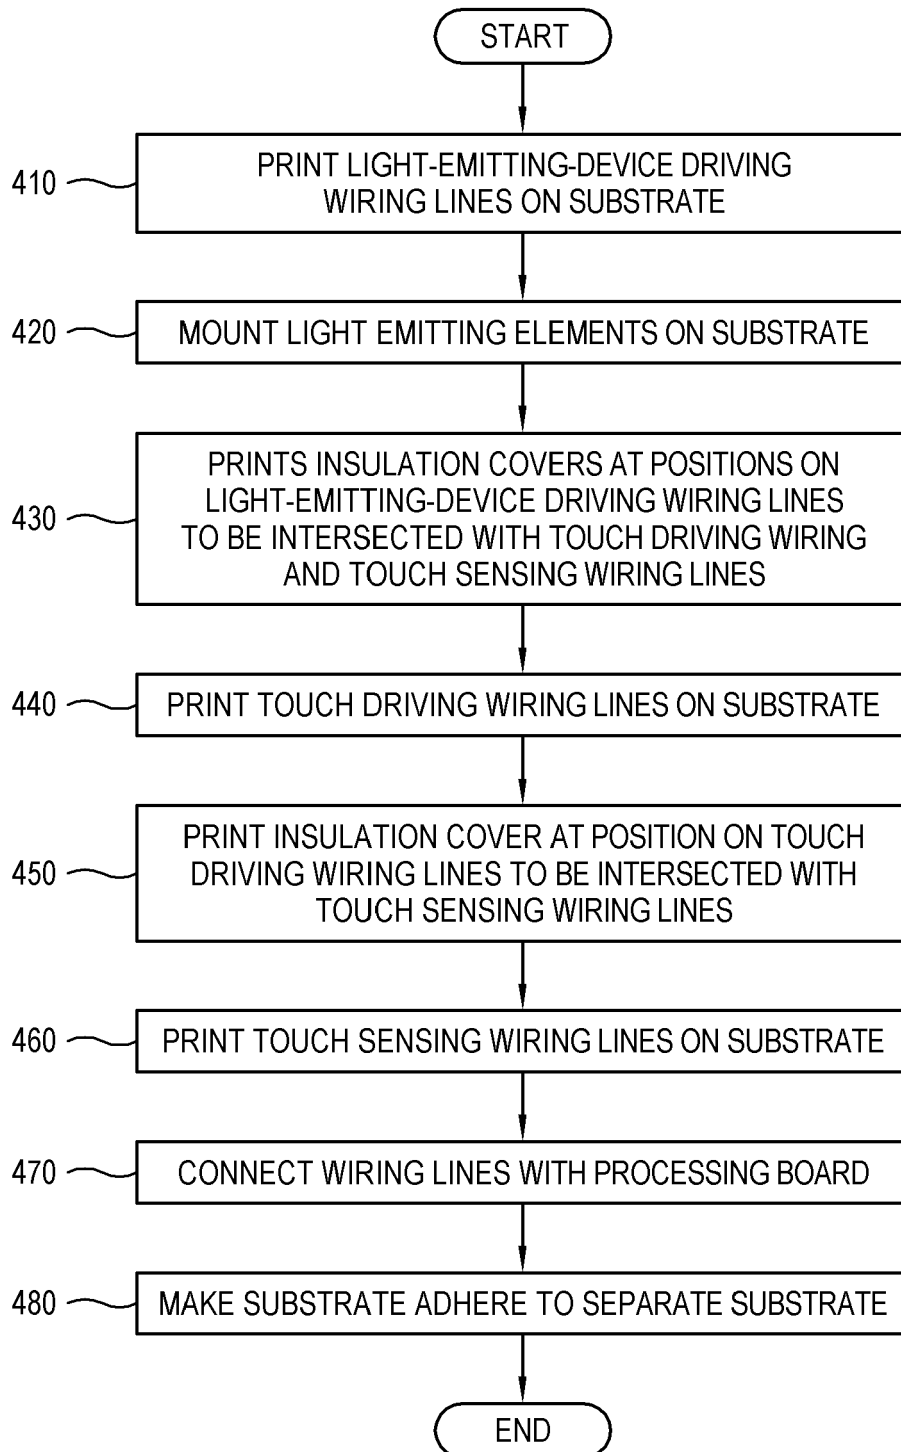 START
410
PRINT LIGHT-EMITTING-DEVICE DRIVING
WIRING LINES ON SUBSTRATE
420
MOUNT LIGHT EMITTING ELEMENTS ON SUBSTRATE
430
PRINTS INSULATION COVERS AT POSITIONS ON
LIGHT-EMITTING-DEVICE DRIVING WIRING LINES
TO BE INTERSECTED WITH TOUCH DRIVING WIRING
AND TOUCH SENSING WIRING LINES
440
PRINT TOUCH DRIVING WIRING LINES ON SUBSTRATE
450
PRINT INSULATION COVER AT POSITION ON TOUCH
DRIVING WIRING LINES TO BE INTERSECTED WITH
TOUCH SENSING WIRING LINES
460
PRINT TOUCH SENSING WIRING LINES ON SUBSTRATE
470
CONNECT WIRING LINES WITH PROCESSING BOARD
480
MAKE SUBSTRATE ADHERE TO SEPARATE SUBSTRATE
END